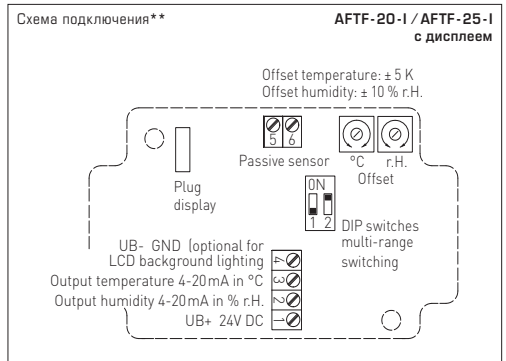 Схема подключения**
AFTF-20-I / AFTF-25-I
с дисплеем
Offset temperature: ± 5 K
Offset humidity: ± 10 % r.H.
5 6
Passive sensor
°C r.H.
Offset
Plug
display
ON
1 2
DIP switches
multi-range
switching
UB- GND (optional for
LCD background lighting
4
Output temperature 4-20mA in °C
3
Output humidity 4-20mA in % r.H.
2
UB+ 24V DC
1